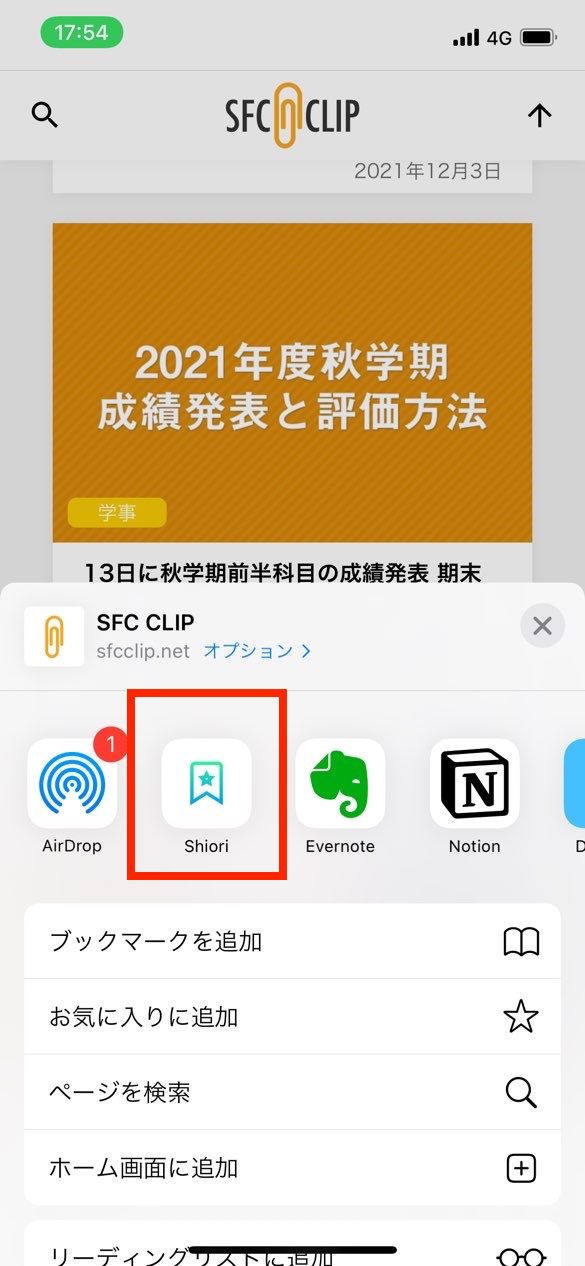 17:54
4G
SFC CLIP
2021年12月3日
2021年度秋学期
成績発表と評価方法
学事
13日に秋学期前半科目の成績発表 期末
SFC CLIP
sfcclip.net オプション
1
AirDrop
Shiori
Evernote
Notion
D
ブックマークを追加
お気に入りに追加
ページを検索
ホーム画面に追加
リーディングリストに追加